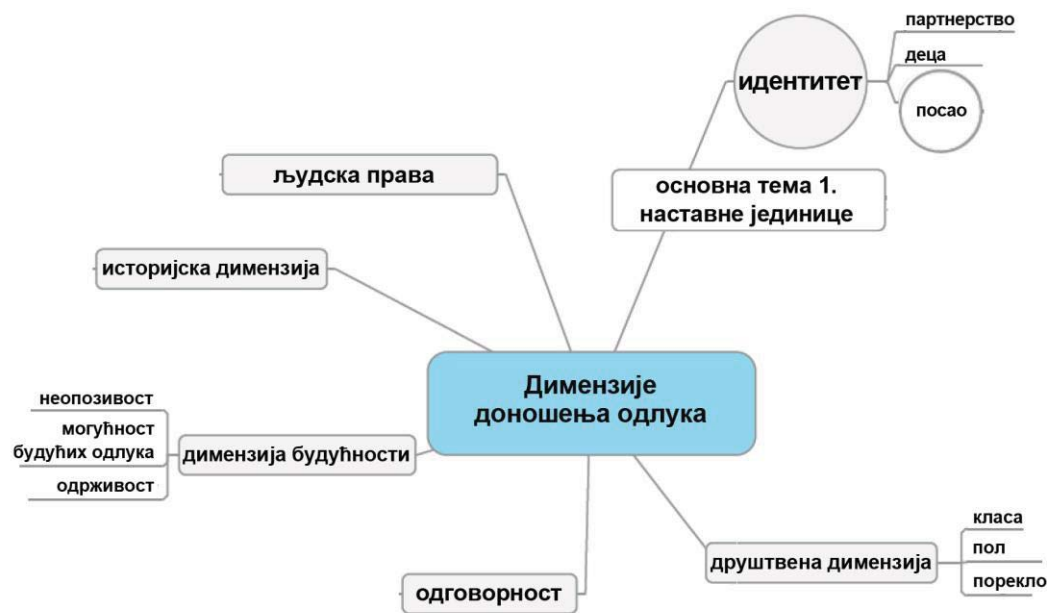 партнерство
деца
посао
идентитет
људска права
основна тема 1.
наставне јединице
историјска димензија
Димензије
доношења одлука
неопозивост
могућност
будућих одлука
одрживост
димензија будућности
класа
пол
порекло
друштвена димензија
одговорност